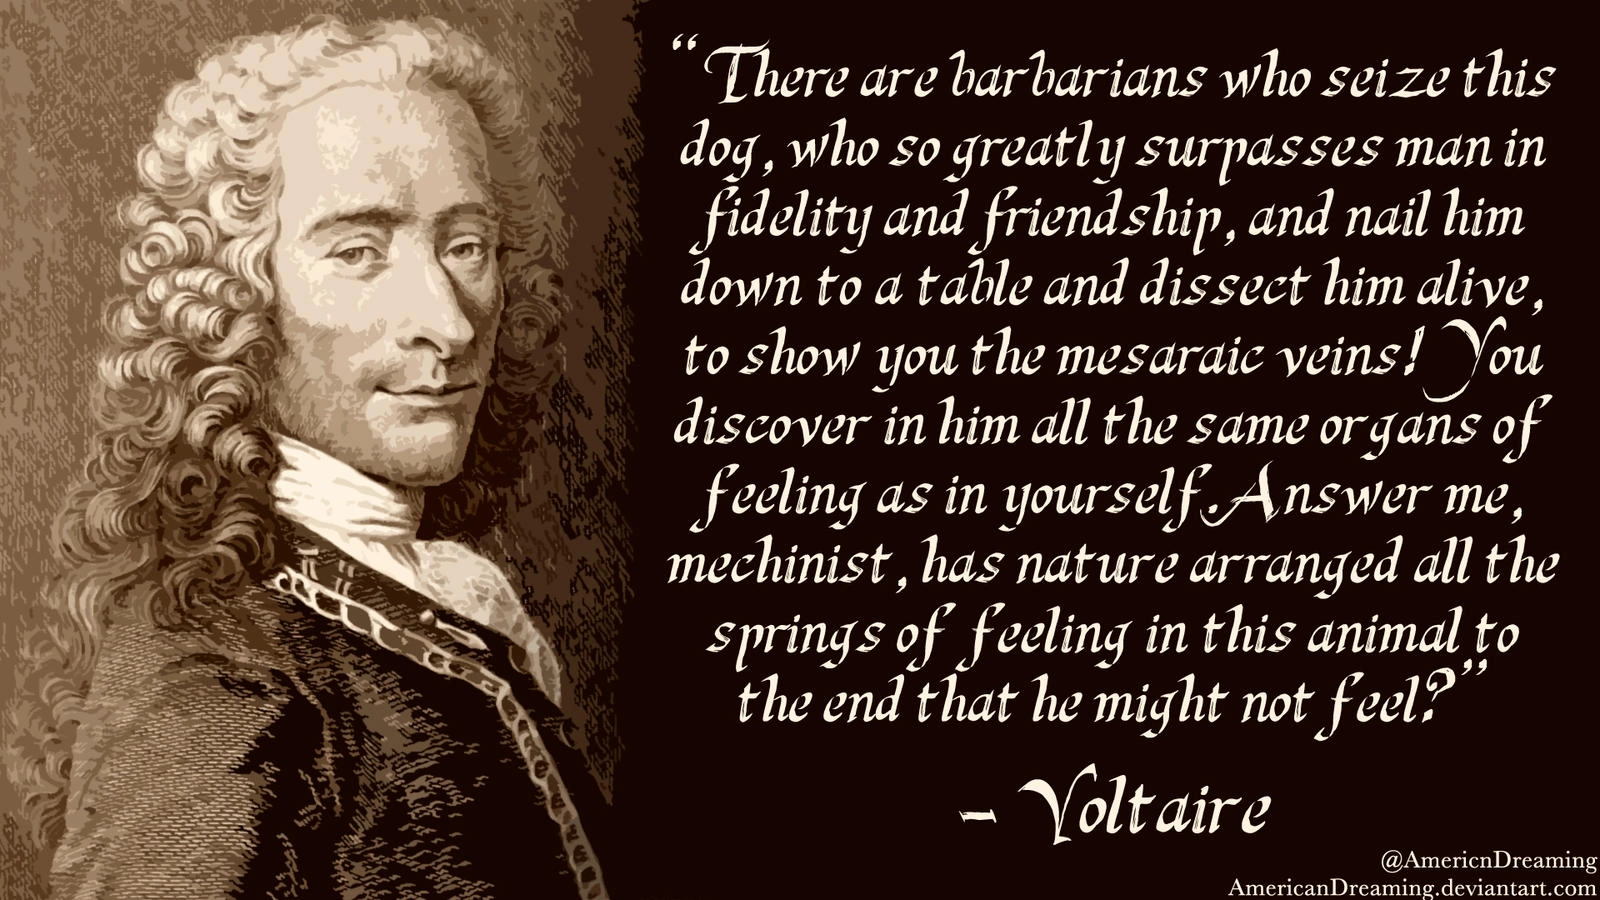 “There are barbarians who seize this
dog, who so greatly surpasses man in
fidelity and friendship, and nail him
down to a table and dissect him alive,
to show you the mesaraic veins! You
discover in him all the same organs of
feeling as in yourself. Answer me,
mechinist, has nature arranged all the
springs of feeling in this animal to
the end that he might not feel?”
– Voltaire
@AmericnDreaming
AmericanDreaming.deviantart.com